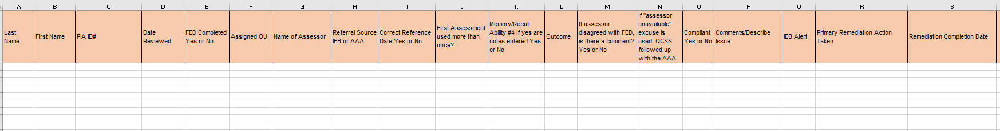 A B C D E F G H I J K L M N O P Q R S
Last
Name
First Name
PIA ID#
Date
Reviewed
FED Completed
Yes or No
Assigned OU
Name of Assessor
Referral Source
IEB or AAA
Correct Reference
Date Yes or No
First Assessment
used more than
once?
Memory/Recall
Ability #4 If yes are
notes entered Yes
or No
Outcome
If assessor
disagreed with FED,
is there a comment?
Yes or No
If "assessor
unavailable"
excuse is
used, QCSS
followed up
with the AAA.
Compliant
Yes or No
Comments/Describe
Issue
IEB Alert
Primary Remediation Action
Taken
Remediation Completion Date